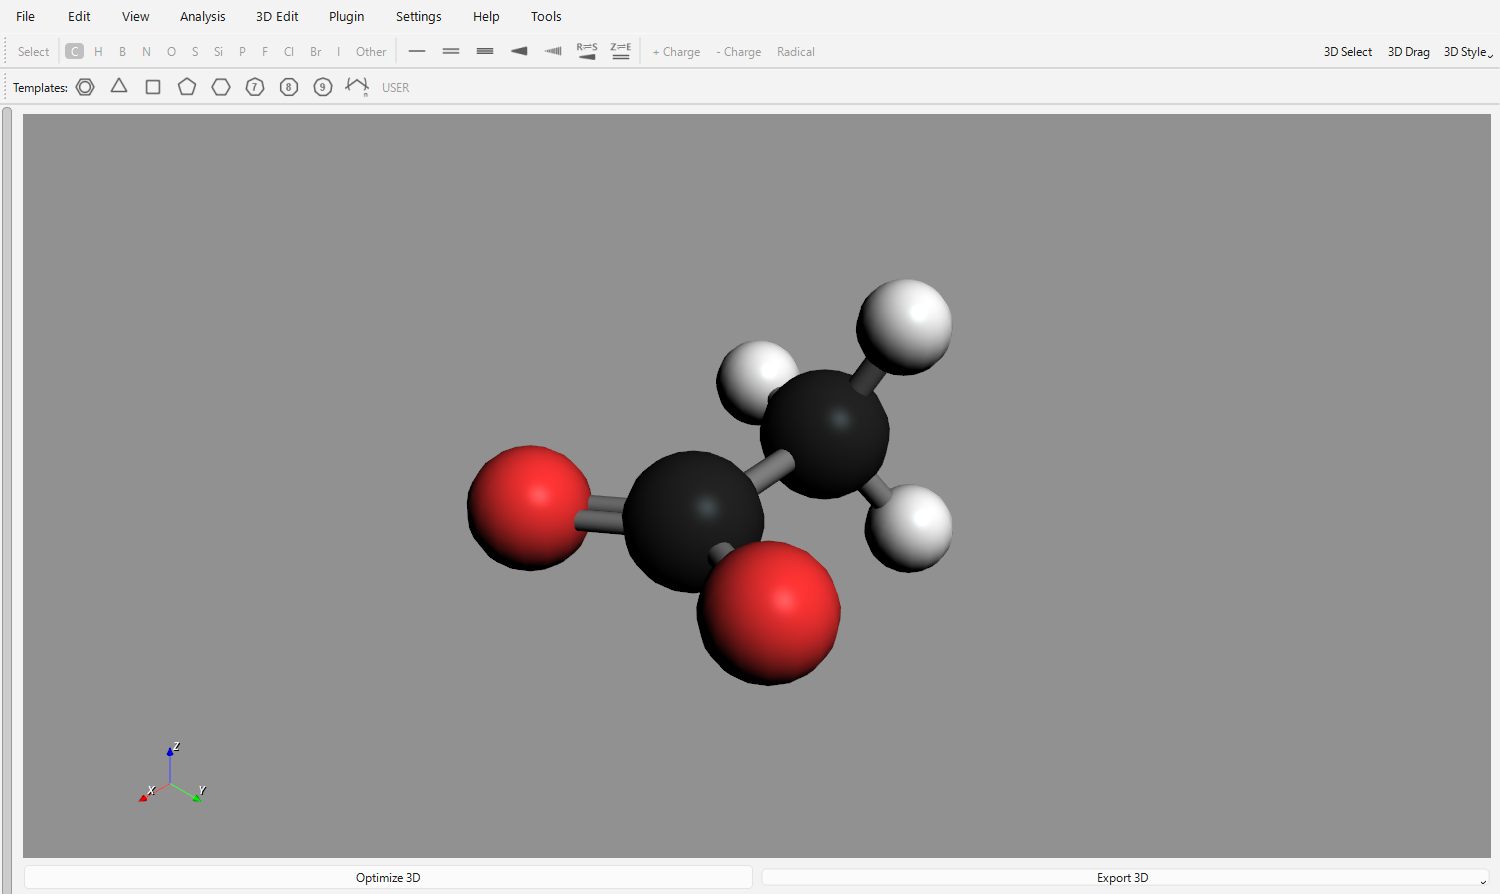 File Edit View Analysis 3D Edit Plugin Settings Help Tools
Select C H B N O S Si P F Cl Br I Other R⇌S Z⇌E + Charge - Charge Radical 3D Select 3D Drag 3D Style
Templates: 7 8 9 n USER
Z
X Y
Optimize 3D Export 3D